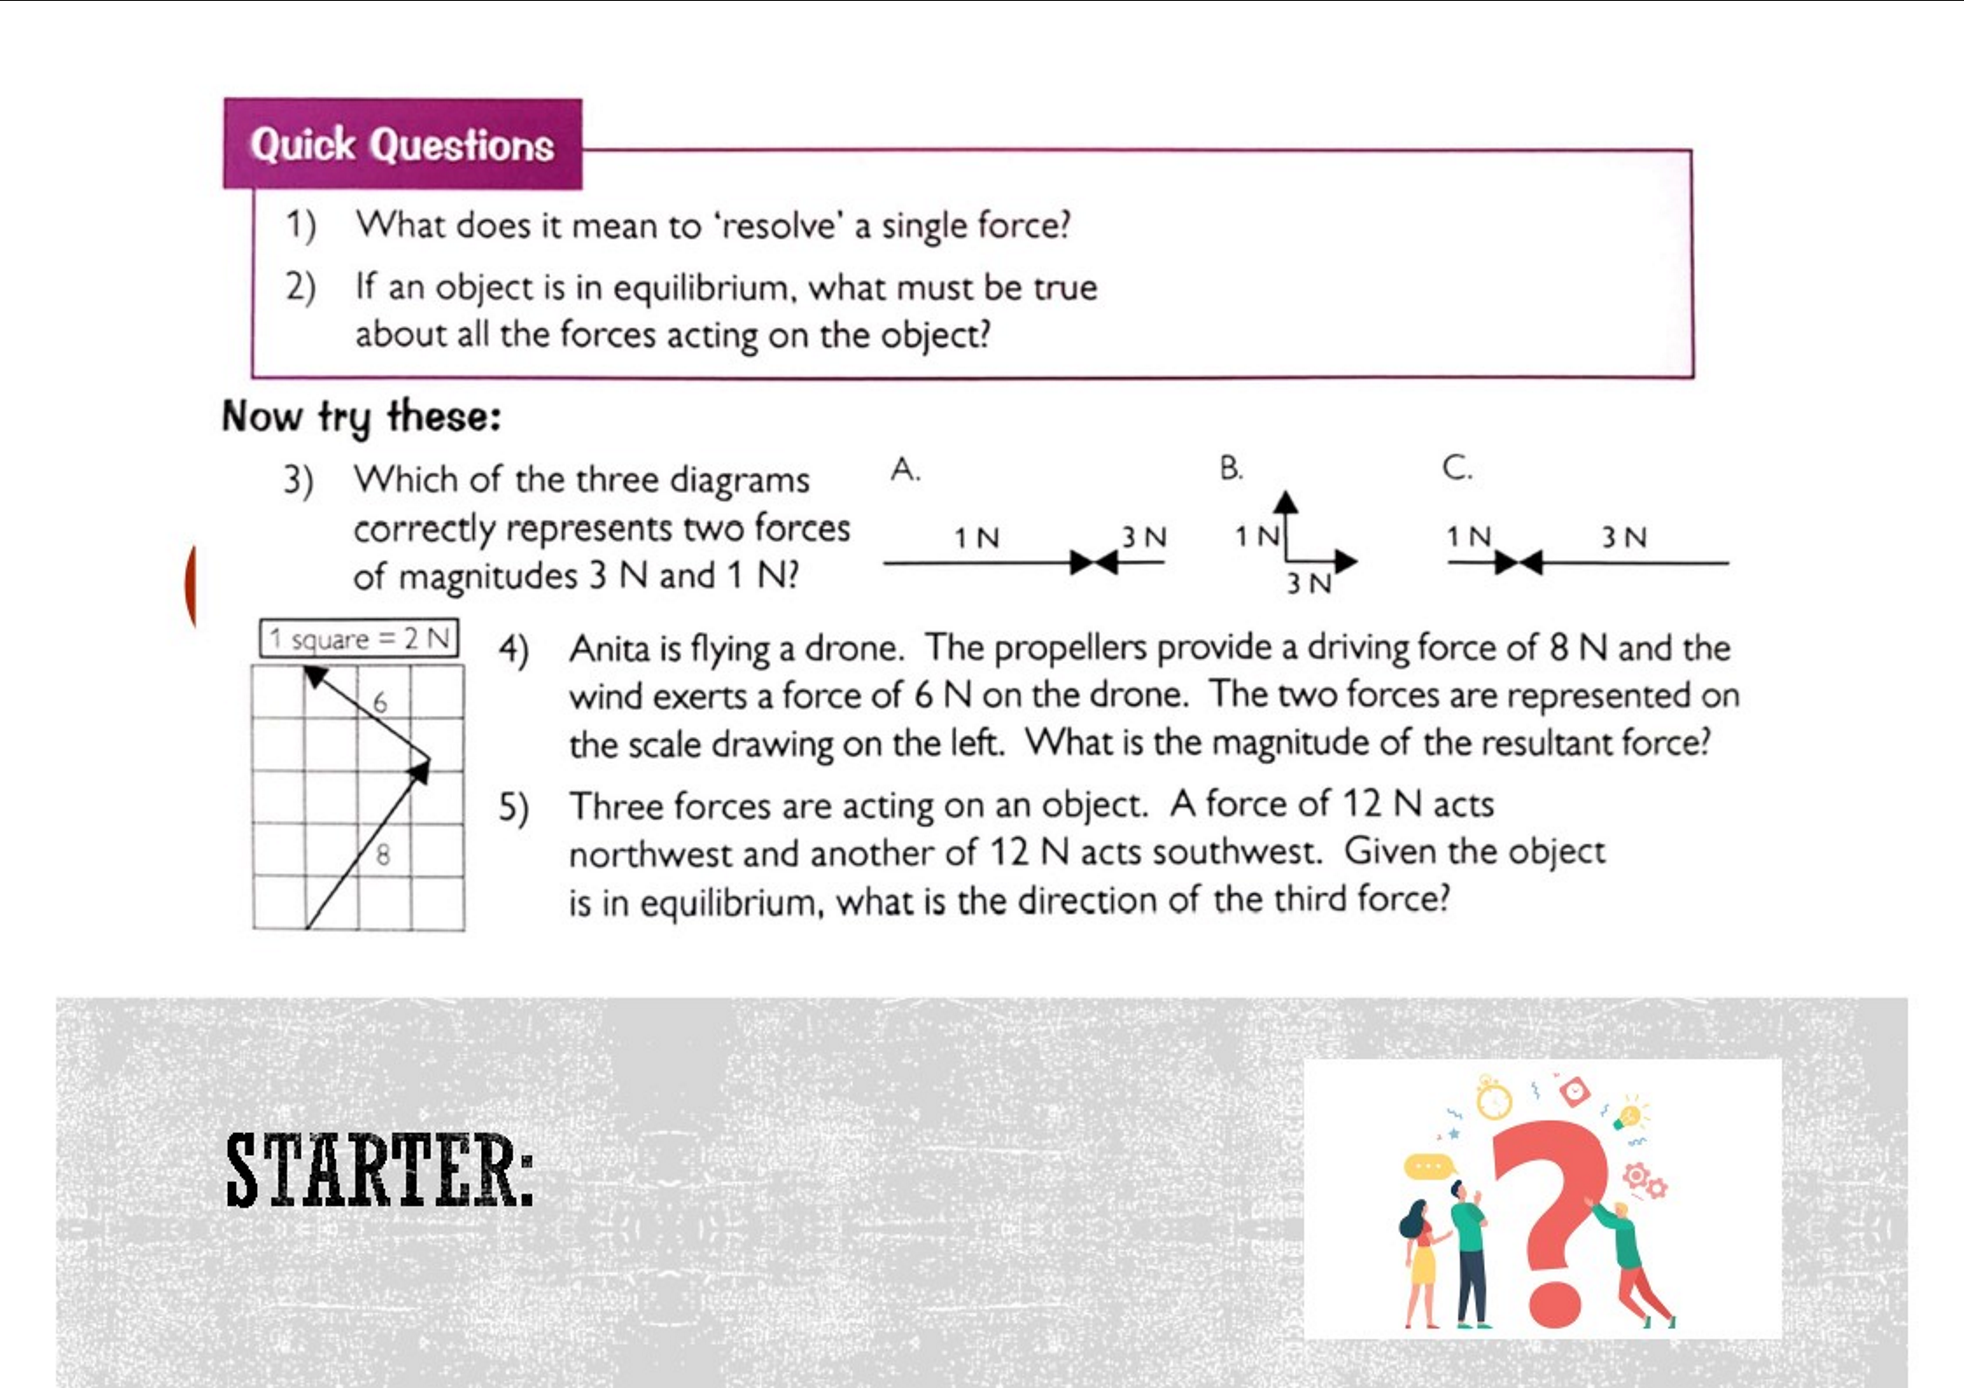 Quick Questions
1) What does it mean to ‘resolve’ a single force?
2) If an object is in equilibrium, what must be true
about all the forces acting on the object?
Now try these:
3) Which of the three diagrams
correctly represents two forces
of magnitudes 3 N and 1 N?
A.
1 N 3 N
B.
1 N
3 N
C.
1 N 3 N
1 square = 2 N
6
8
4) Anita is flying a drone. The propellers provide a driving force of 8 N and the
wind exerts a force of 6 N on the drone. The two forces are represented on
the scale drawing on the left. What is the magnitude of the resultant force?
5) Three forces are acting on an object. A force of 12 N acts
northwest and another of 12 N acts southwest. Given the object
is in equilibrium, what is the direction of the third force?
STARTER: